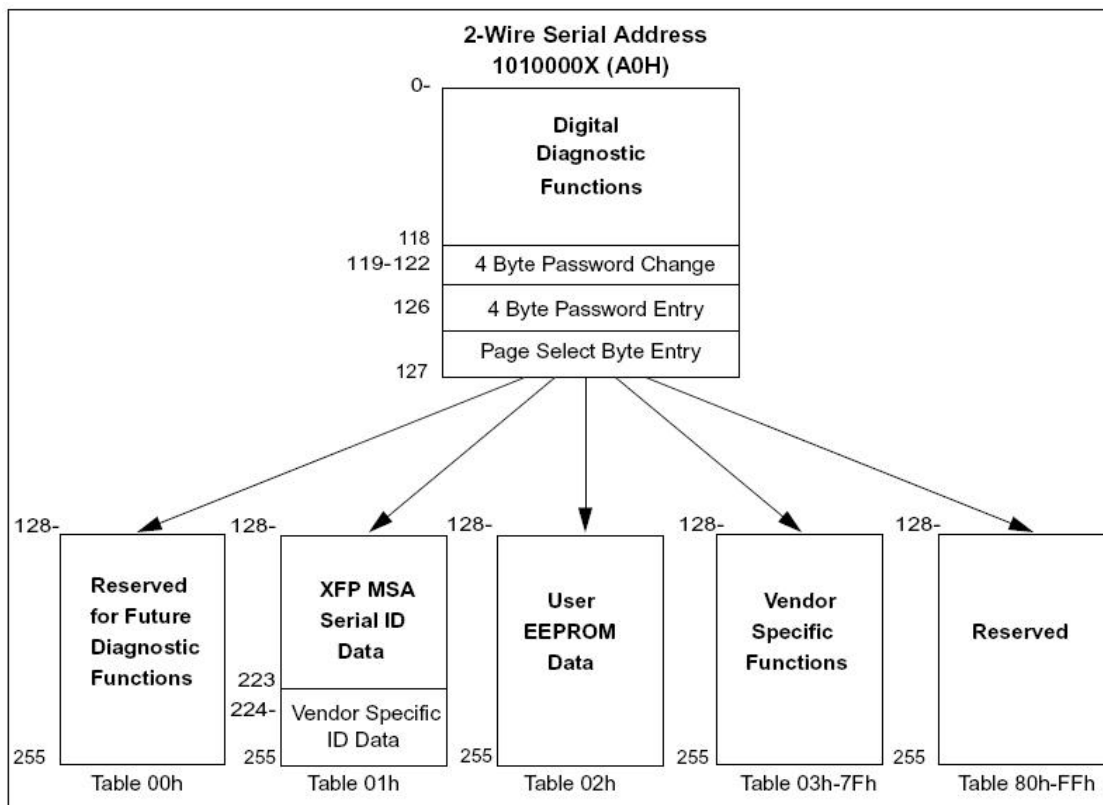 2-Wire Serial Address
1010000X (A0H)
0-
Digital
Diagnostic
Functions
118
119-122
4 Byte Password Change
126
4 Byte Password Entry
Page Select Byte Entry
127
128-
Reserved
for Future
Diagnostic
Functions
255
Table 00h
128-
XFP MSA
Serial ID
Data
223
224-
Vendor Specific
ID Data
255
Table 01h
128-
User
EEPROM
Data
255
Table 02h
128-
Vendor
Specific
Functions
255
Table 03h-7Fh
128-
Reserved
255
Table 80h-FFh